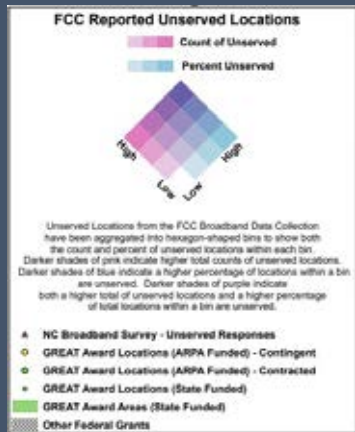 FCC Reported Unserved Locations
Count of Unserved
Percent Unserved
High
High
Low
Low
Unserved Locations from the FCC Broadband Data Collection
have been aggregated into hexagon-shaped bins to show both
the count and percent of unserved locations within each bin.
Darker shades of pink indicate higher total counts of unserved locations.
Darker shades of blue indicate a higher percentage of locations within a bin
are unserved. Darker shades of purple indicate
both a higher total of unserved locations and a higher percentage
of total locations within a bin are unserved.
NC Broadband Survey - Unserved Responses
GREAT Award Locations (ARPA Funded) - Contingent
GREAT Award Locations (ARPA Funded) - Contracted
GREAT Award Locations (State Funded)
GREAT Award Areas (State Funded)
Other Federal Grants